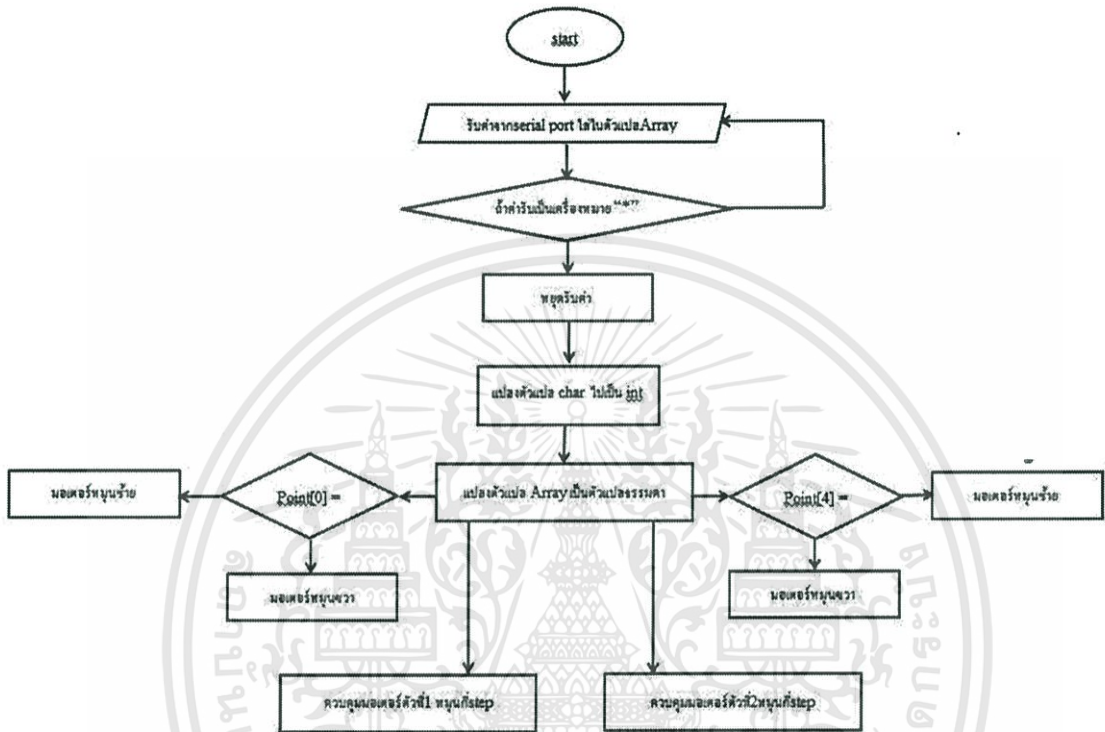 start
รับค่าจากserial port ใส่ในตัวแปลArray
ถ้าค่ารับเป็นเครื่องหมาย “*”
หยุดรับค่า
แปลงตัวแปล char ไปเป็น int
มอเตอร์หมุนซ้าย
Point[0] =
แปลงตัวแปล Array เป็นตัวแปลธรรมดา
Point[4] =
มอเตอร์หมุนซ้าย
มอเตอร์หมุนขวา
มอเตอร์หมุนขวา
ควบคุมมอเตอร์ตัวที่1 หมุนกี่step
ควบคุมมอเตอร์ตัวที่2หมุนกี่step